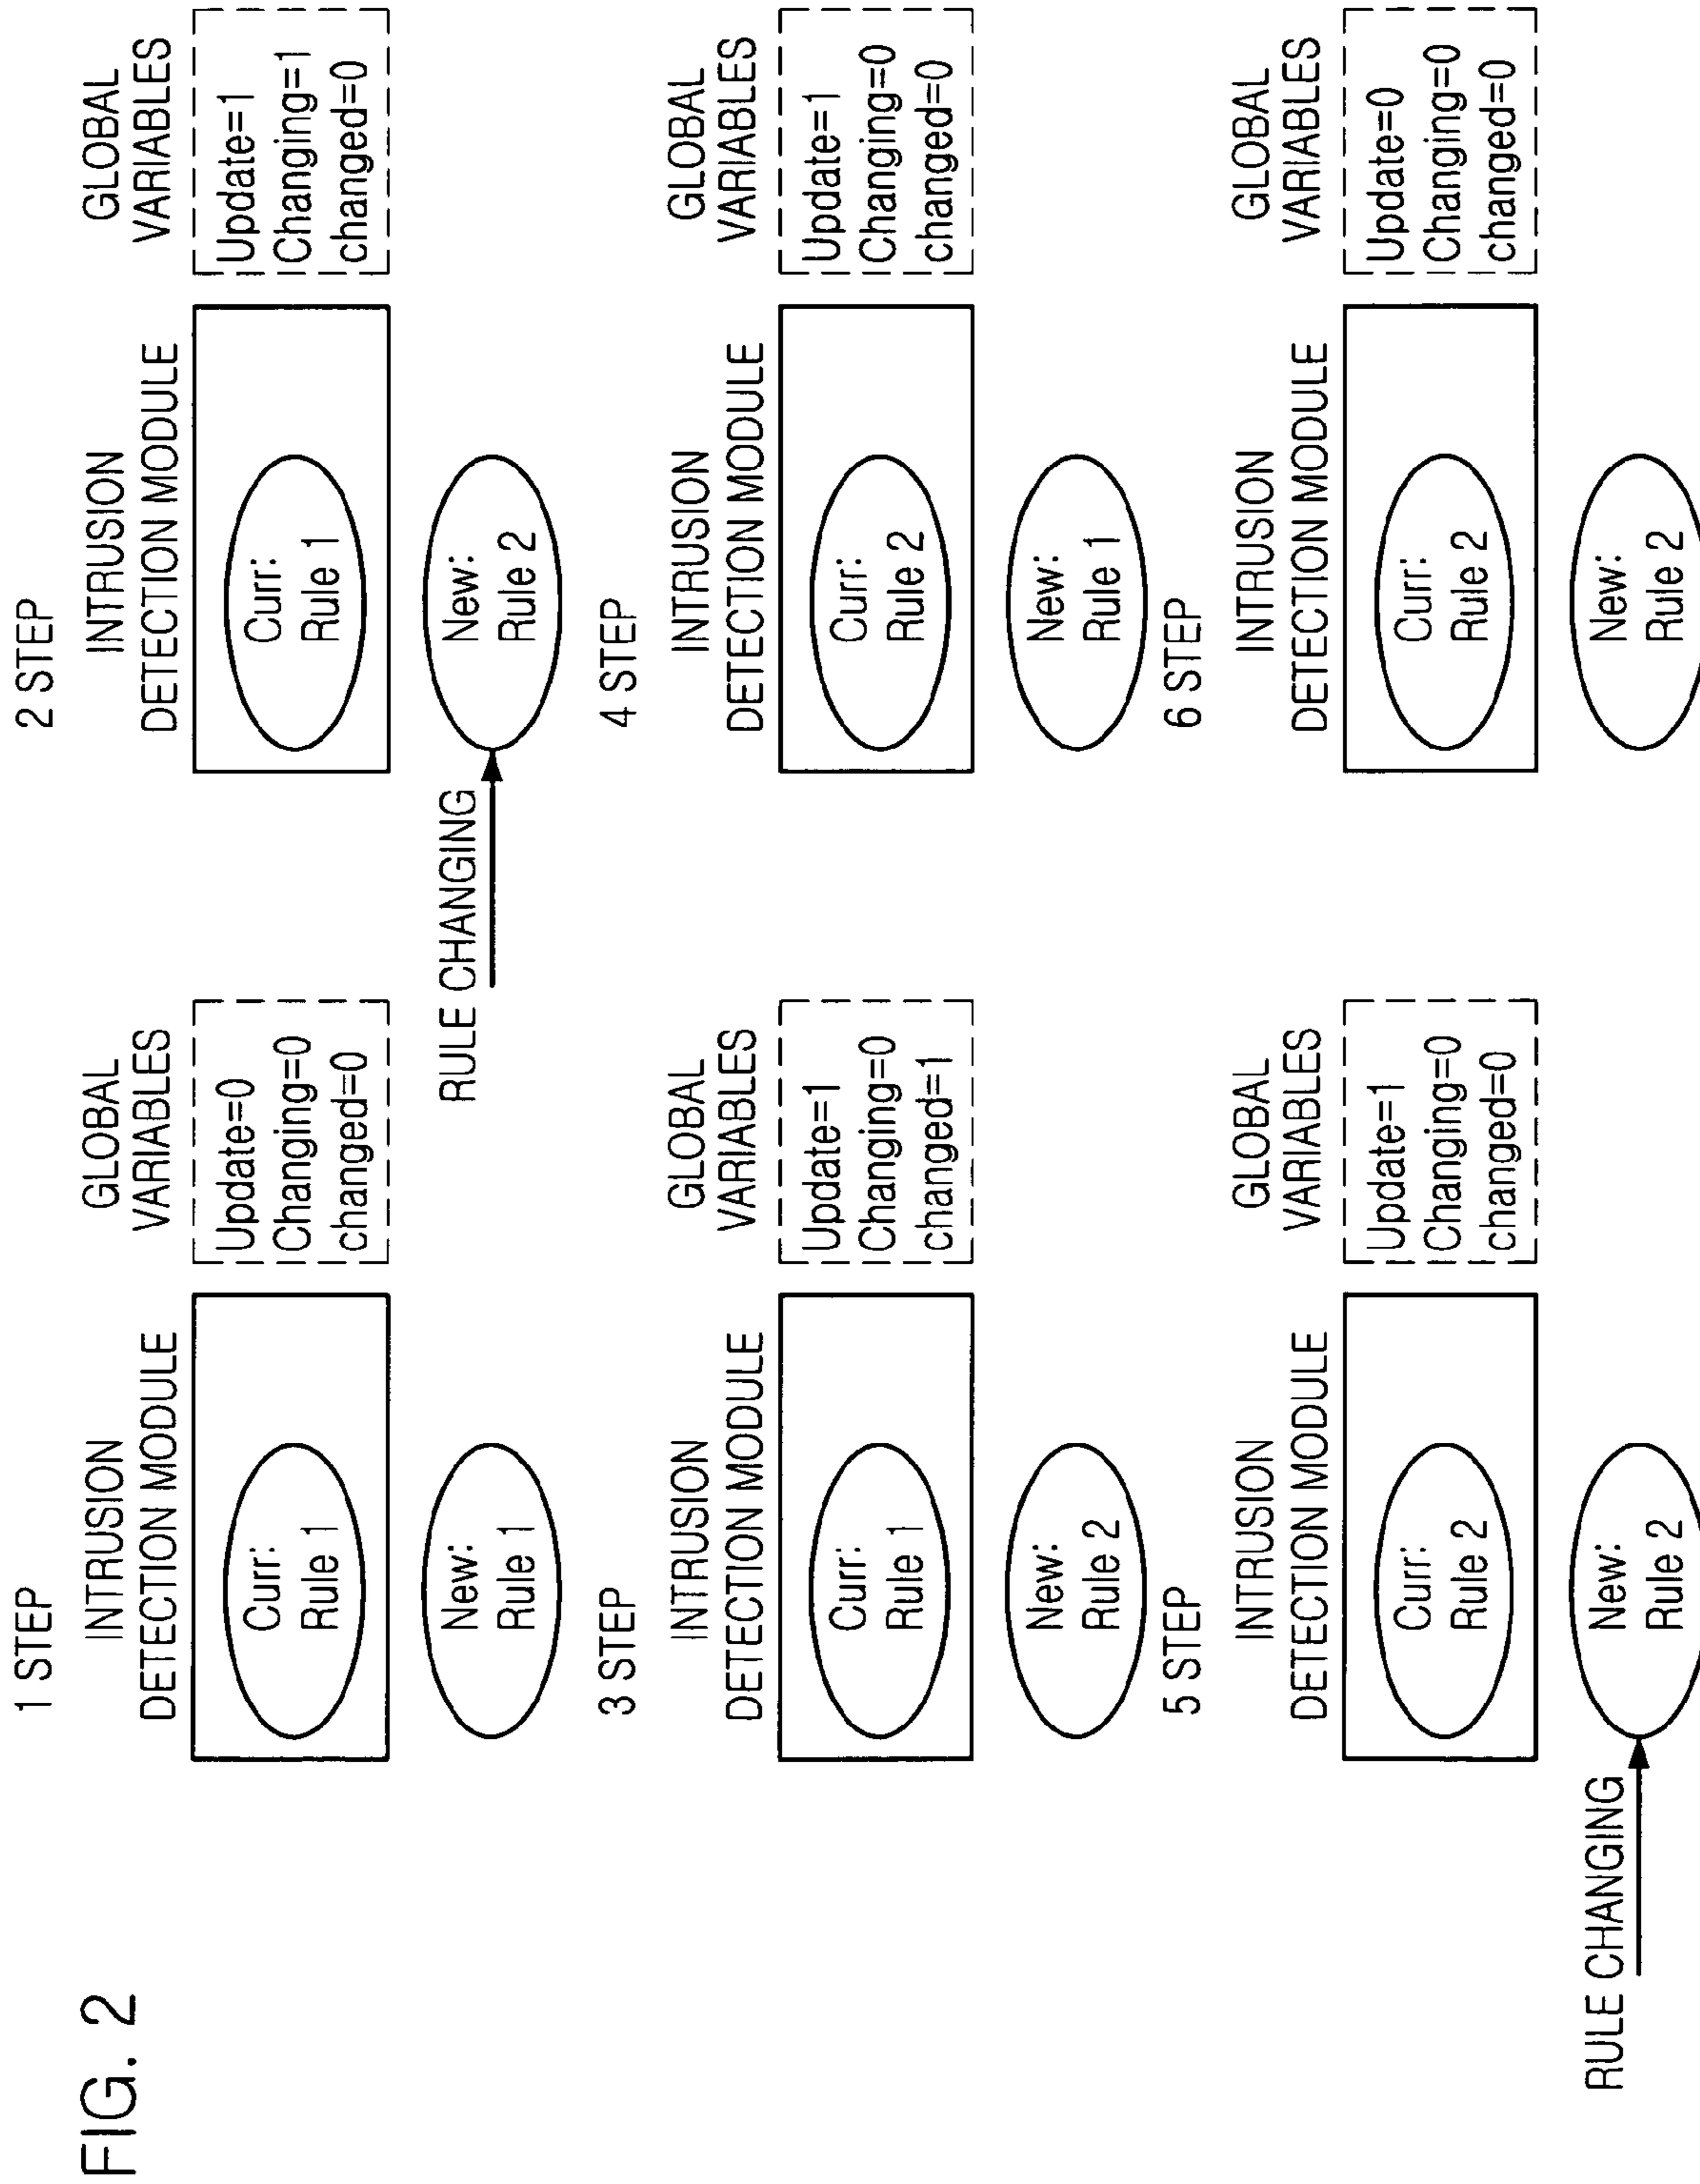 FIG. 2
1 STEP
INTRUSION
DETECTION MODULE
GLOBAL
VARIABLES
Curr:
Rule 1
Update=0
Changing=0
changed=0
New:
Rule 1
2 STEP
INTRUSION
DETECTION MODULE
GLOBAL
VARIABLES
Curr:
Rule 1
Update=1
Changing=1
changed=0
RULE CHANGING
New:
Rule 2
3 STEP
INTRUSION
DETECTION MODULE
GLOBAL
VARIABLES
Curr:
Rule 1
Update=1
Changing=0
changed=1
New:
Rule 2
4 STEP
INTRUSION
DETECTION MODULE
GLOBAL
VARIABLES
Curr:
Rule 2
Update=1
Changing=0
changed=0
New:
Rule 1
5 STEP
INTRUSION
DETECTION MODULE
GLOBAL
VARIABLES
Curr:
Rule 2
Update=1
Changing=0
changed=0
RULE CHANGING
New:
Rule 2
6 STEP
INTRUSION
DETECTION MODULE
GLOBAL
VARIABLES
Curr:
Rule 2
Update=0
Changing=0
changed=0
New:
Rule 2